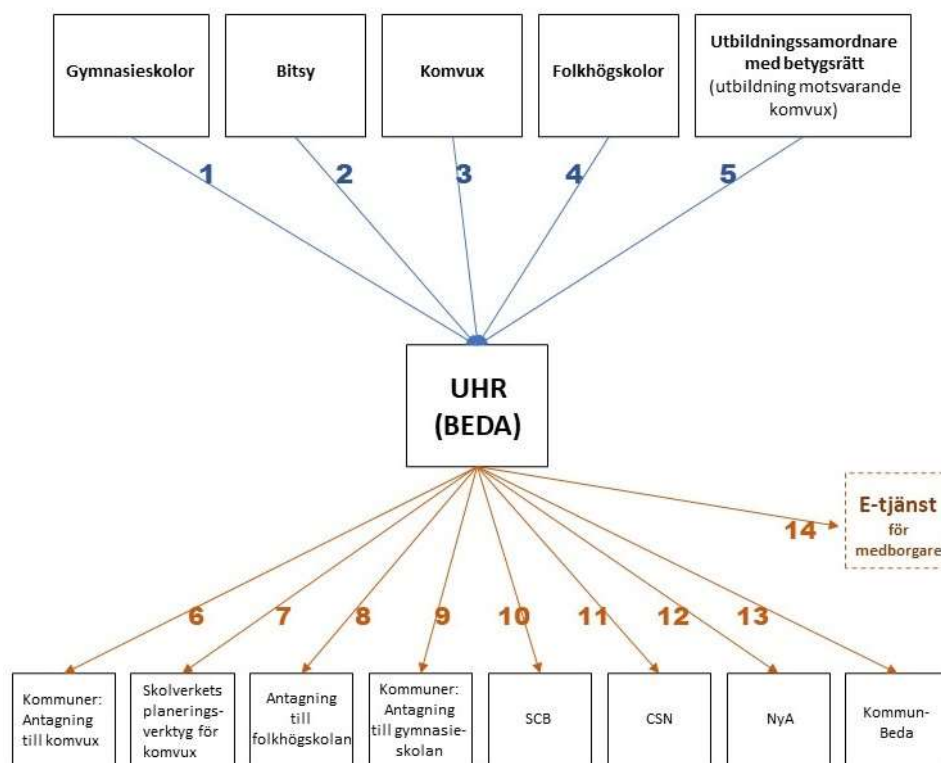 Gymnasieskolor
Bitsy
Komvux
Folkhögskolor
Utbildningssamordnare
med betygsrätt
(utbildning motsvarande
komvux)
1
2
3
4
5
UHR
(BEDA)
E-tjänst
för
medborgare
14
6
7
8
9
10
11
12
13
Kommuner:
Antagning
till komvux
Skolverkets
planerings-
verktyg för
komvux
Antagning
till
folkhögskolan
Kommuner:
Antagning
till gymnasie-
skolan
SCB
CSN
NyA
Kommun-
Beda